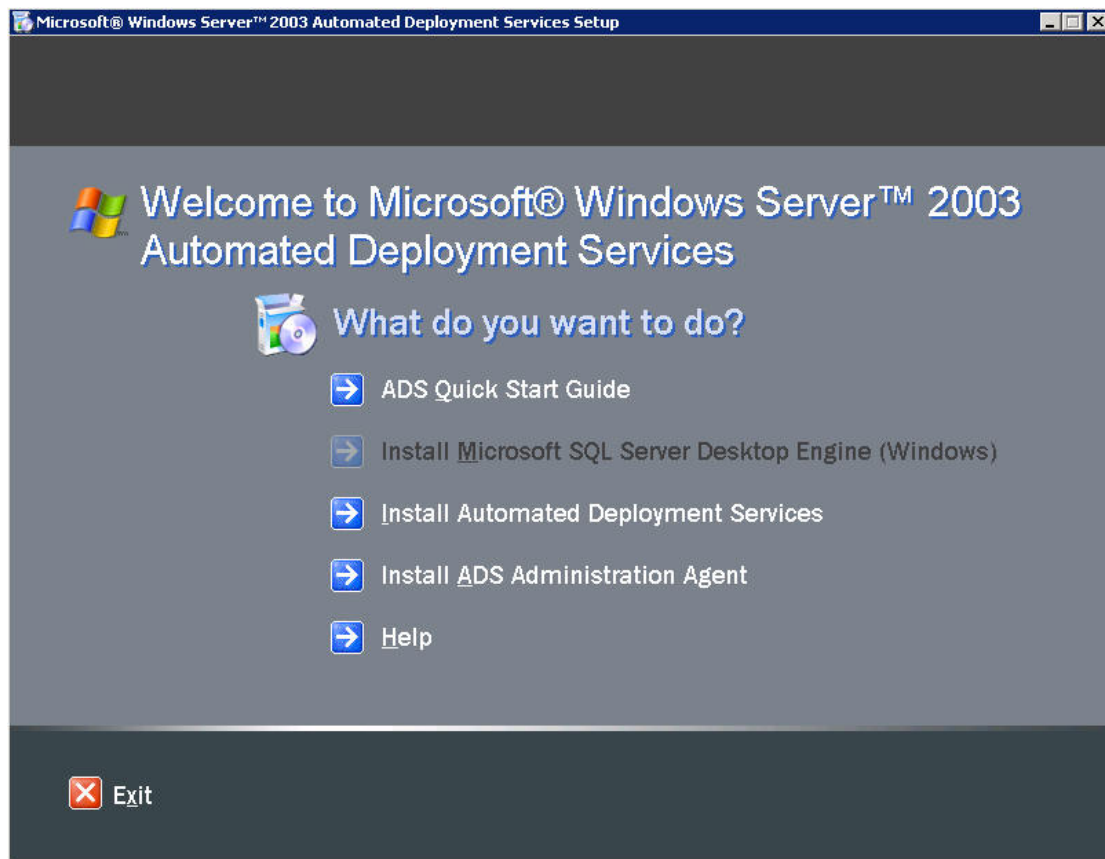 Microsoft® Windows Server™ 2003 Automated Deployment Services Setup
Welcome to Microsoft® Windows Server™ 2003
Automated Deployment Services
What do you want to do?
ADS Quick Start Guide
Install Microsoft SQL Server Desktop Engine (Windows)
Install Automated Deployment Services
Install ADS Administration Agent
Help
Exit